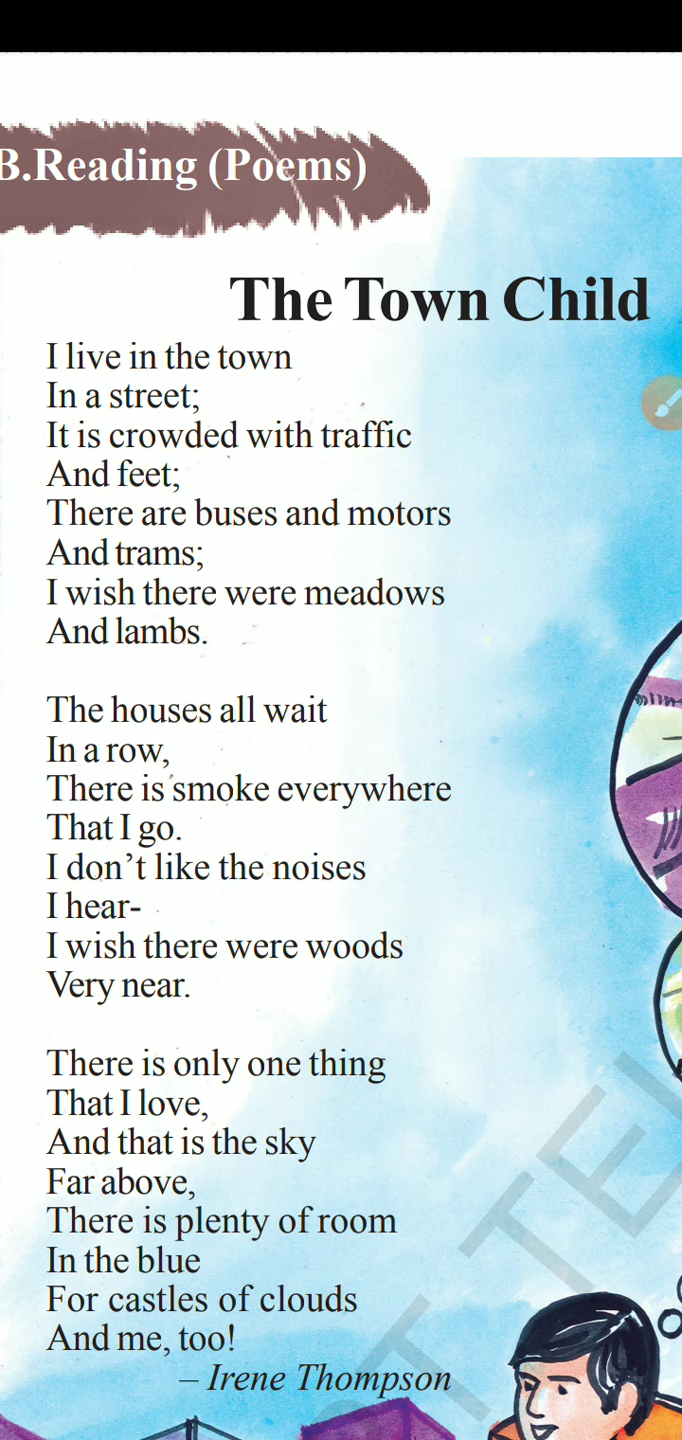 B.Reading (Poems)
The Town Child
I live in the town
In a street;
It is crowded with traffic
And feet;
There are buses and motors
And trams;
I wish there were meadows
And lambs.
The houses all wait
In a row,
There is smoke everywhere
That I go.
I don't like the noises
I hear-
I wish there were woods
Very near.
There is only one thing
That I love,
And that is the sky
Far above,
There is plenty of room
In the blue
For castles of clouds
And me, too!
– Irene Thompson